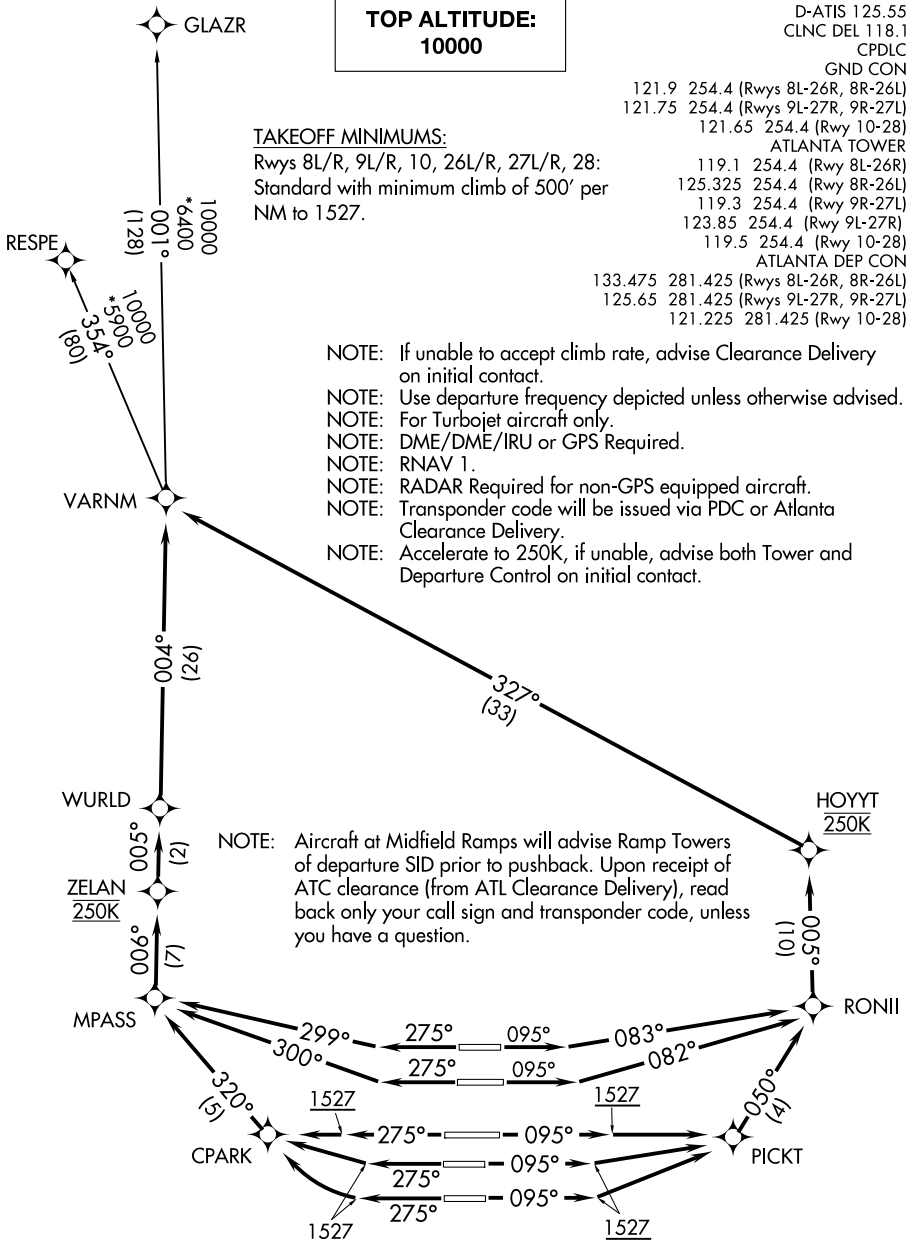 GLAZR
TOP ALTITUDE:
10000
D-ATIS 125.55
CLNC DEL 118.1
CPDLC
GND CON
121.9 254.4 (Rwys 8L-26R, 8R-26L)
121.75 254.4 (Rwys 9L-27R, 9R-27L)
121.65 254.4 (Rwy 10-28)
ATLANTA TOWER
119.1 254.4 (Rwy 8L-26R)
125.325 254.4 (Rwy 8R-26L)
119.3 254.4 (Rwy 9R-27L)
123.85 254.4 (Rwy 9L-27R)
119.5 254.4 (Rwy 10-28)
ATLANTA DEP CON
133.475 281.425 (Rwys 8L-26R, 8R-26L)
125.65 281.425 (Rwys 9L-27R, 9R-27L)
121.225 281.425 (Rwy 10-28)
TAKEOFF MINIMUMS:
Rwys 8L/R, 9L/R, 10, 26L/R, 27L/R, 28:
Standard with minimum climb of 500' per
NM to 1527.
10000
*6400
001°
(128)
RESPE
10000
*5900
354°
(80)
NOTE: If unable to accept climb rate, advise Clearance Delivery
on initial contact.
NOTE: Use departure frequency depicted unless otherwise advised.
NOTE: For Turbojet aircraft only.
NOTE: DME/DME/IRU or GPS Required.
NOTE: RNAV 1.
NOTE: RADAR Required for non-GPS equipped aircraft.
NOTE: Transponder code will be issued via PDC or Atlanta
Clearance Delivery.
NOTE: Accelerate to 250K, if unable, advise both Tower and
Departure Control on initial contact.
VARNM
004°
(26)
327°
(33)
WURLD
HOYYT
250K
005°
(2)
ZELAN
250K
NOTE: Aircraft at Midfield Ramps will advise Ramp Towers
of departure SID prior to pushback. Upon receipt of
ATC clearance (from ATL Clearance Delivery), read
back only your call sign and transponder code, unless
you have a question.
006°
(7)
005°
(10)
MPASS
RONII
299°
275°
095°
083°
300°
275°
095°
082°
320°
(5)
1527
1527
050°
(4)
CPARK
275°
095°
PICKT
275°
095°
275°
095°
1527
1527